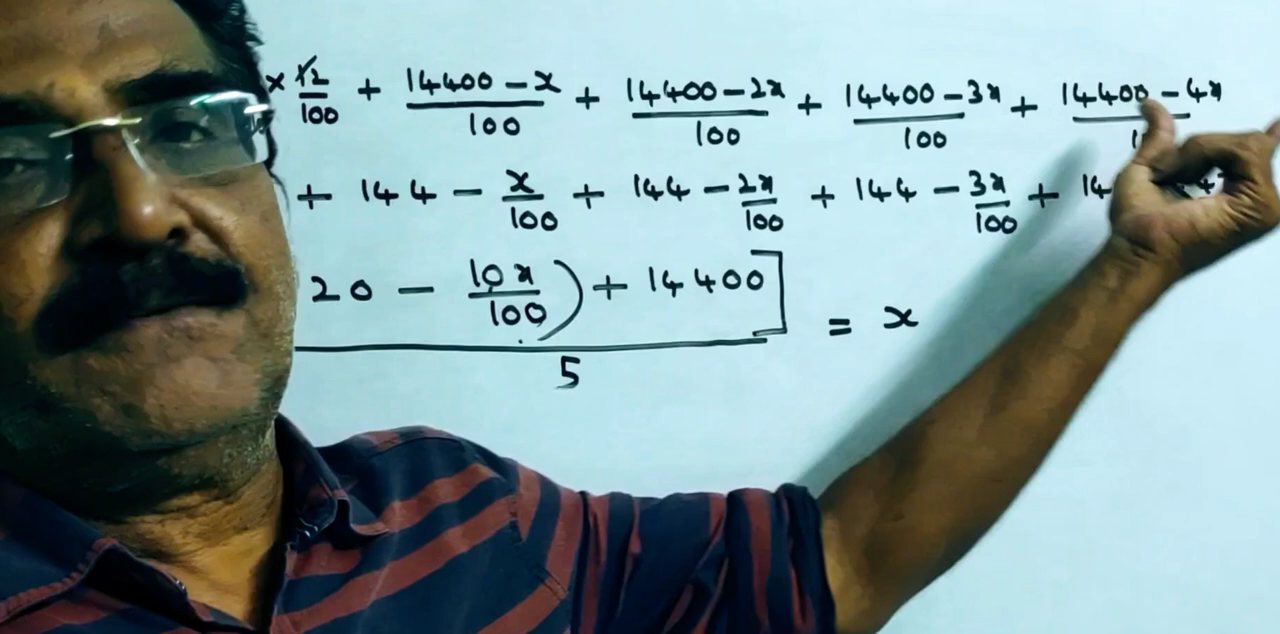 × 12/100 + 14400 - x/100 + 14400 - 2x/100 + 14400 - 3x/100 + 14400 - 4x
+ 144 - x/100 + 144 - 2x/100 + 144 - 3x/100 + 14
20 - 10x/100) + 14400] / 5 = x